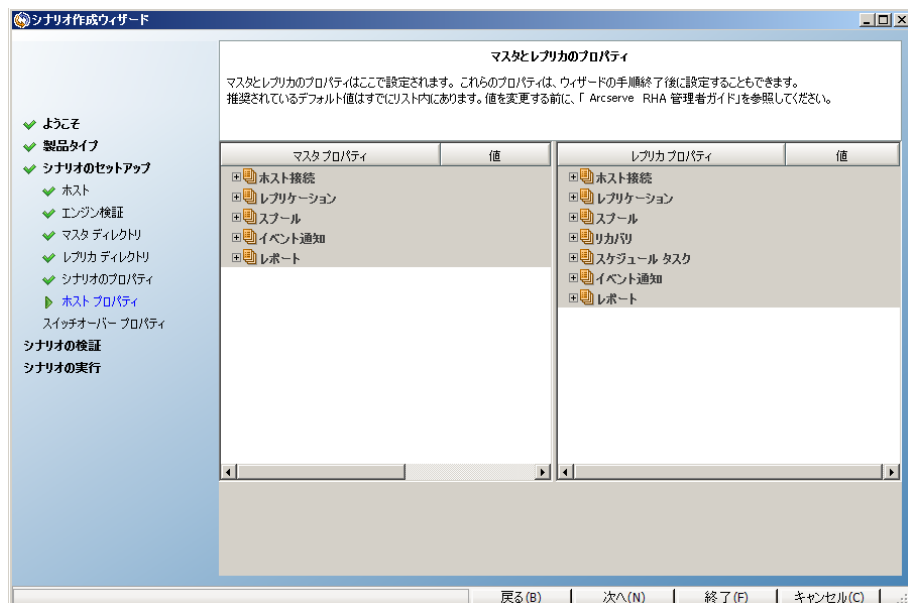 シナリオ作成ウィザード
マスタとレプリカのプロパティ
マスタとレプリカのプロパティはここで設定されます。これらのプロパティは、ウィザードの手順終了後に設定することもできます。
推奨されているデフォルト値はすでにリスト内にあります。値を変更する前に、「 Arcserve RHA 管理者ガイド」を参照してください。
ようこそ
製品タイプ
シナリオのセットアップ
ホスト
エンジン検証
マスタ ディレクトリ
レプリカ ディレクトリ
シナリオのプロパティ
ホスト プロパティ
スイッチオーバー プロパティ
シナリオの検証
シナリオの実行
マスタ プロパティ 値
ホスト接続
レプリケーション
スプール
イベント通知
レポート
レプリカ プロパティ 値
ホスト接続
レプリケーション
スプール
リカバリ
スケジュール タスク
イベント通知
レポート
戻る(B) 次へ(N) 終了(F) キャンセル(C)